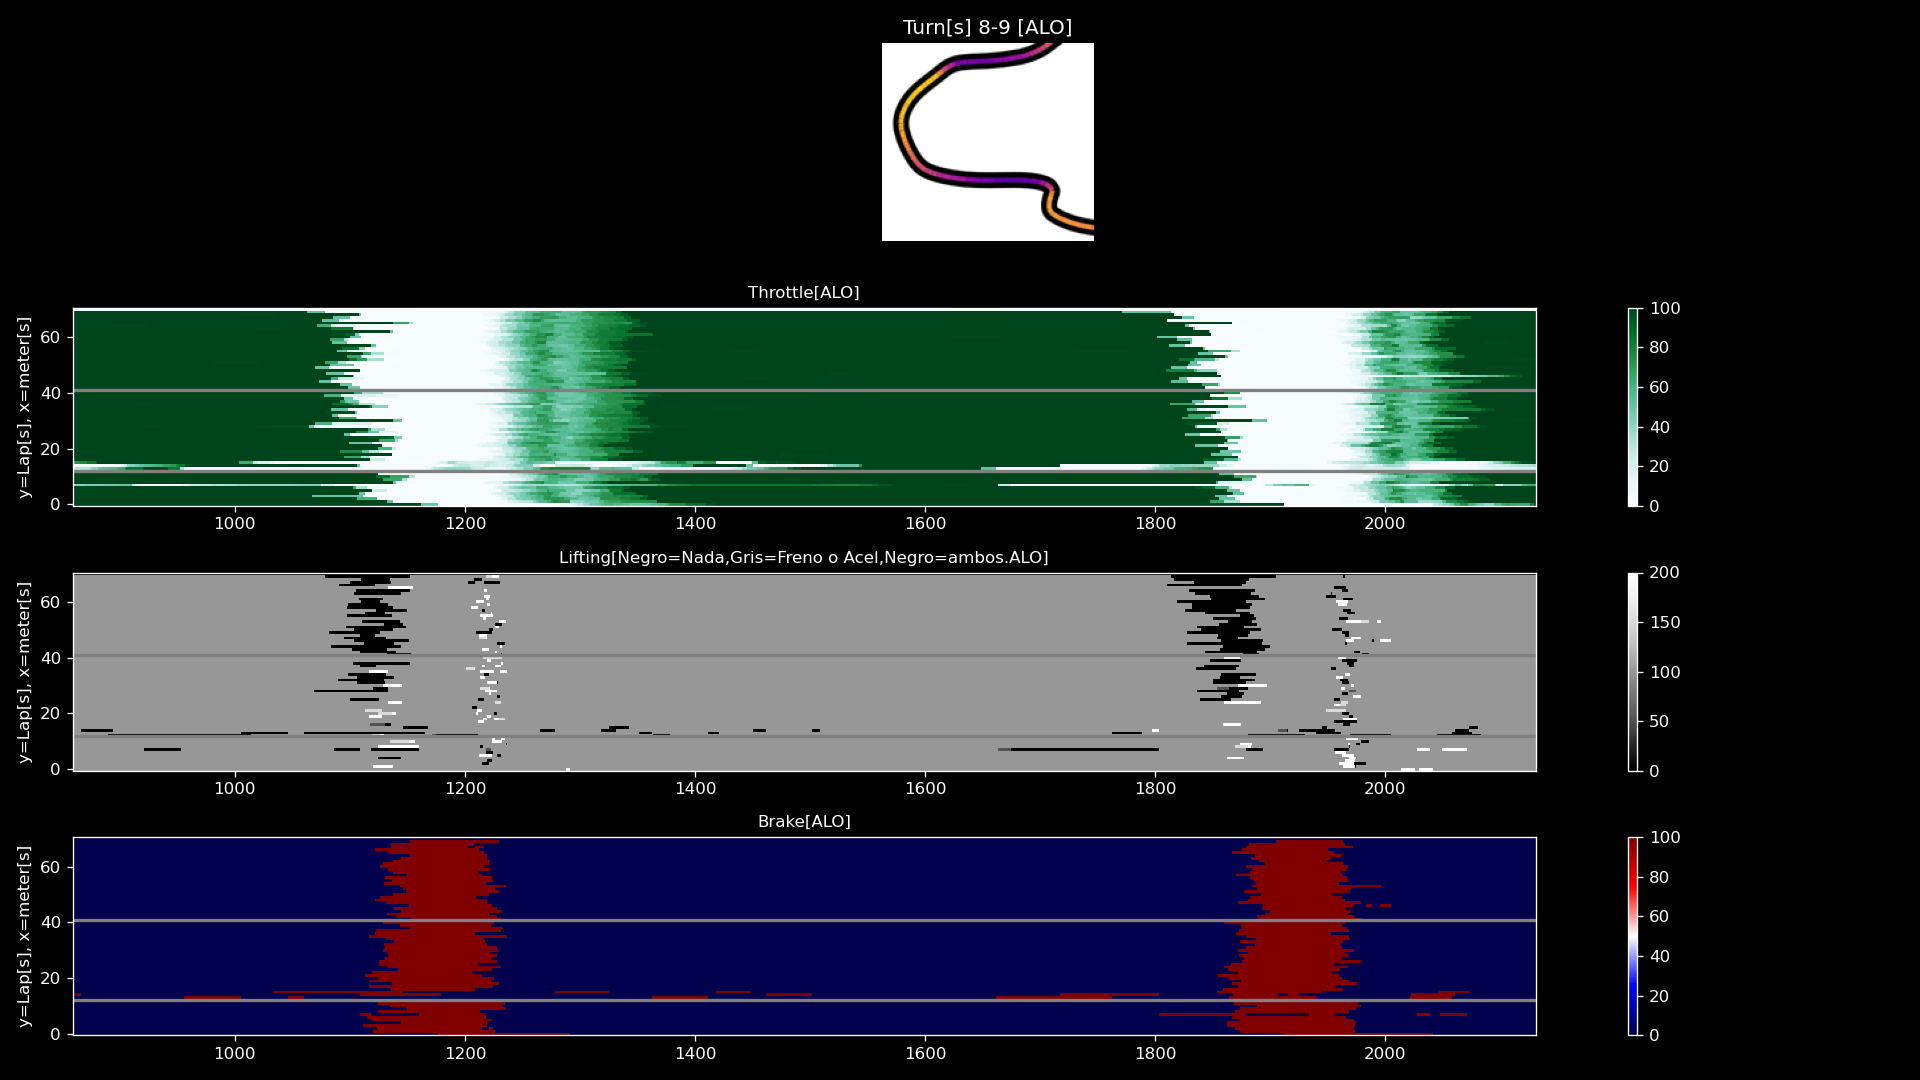 Turn[s] 8-9 [ALO]
Throttle[ALO]
y=Lap[s], x=meter[s]
60
40
20
0
1000 1200 1400 1600 1800 2000
100
80
60
40
20
0
Lifting[Negro=Nada,Gris=Freno o Acel,Negro=ambos.ALO]
y=Lap[s], x=meter[s]
60
40
20
0
1000 1200 1400 1600 1800 2000
200
150
100
50
0
Brake[ALO]
y=Lap[s], x=meter[s]
60
40
20
0
1000 1200 1400 1600 1800 2000
100
80
60
40
20
0